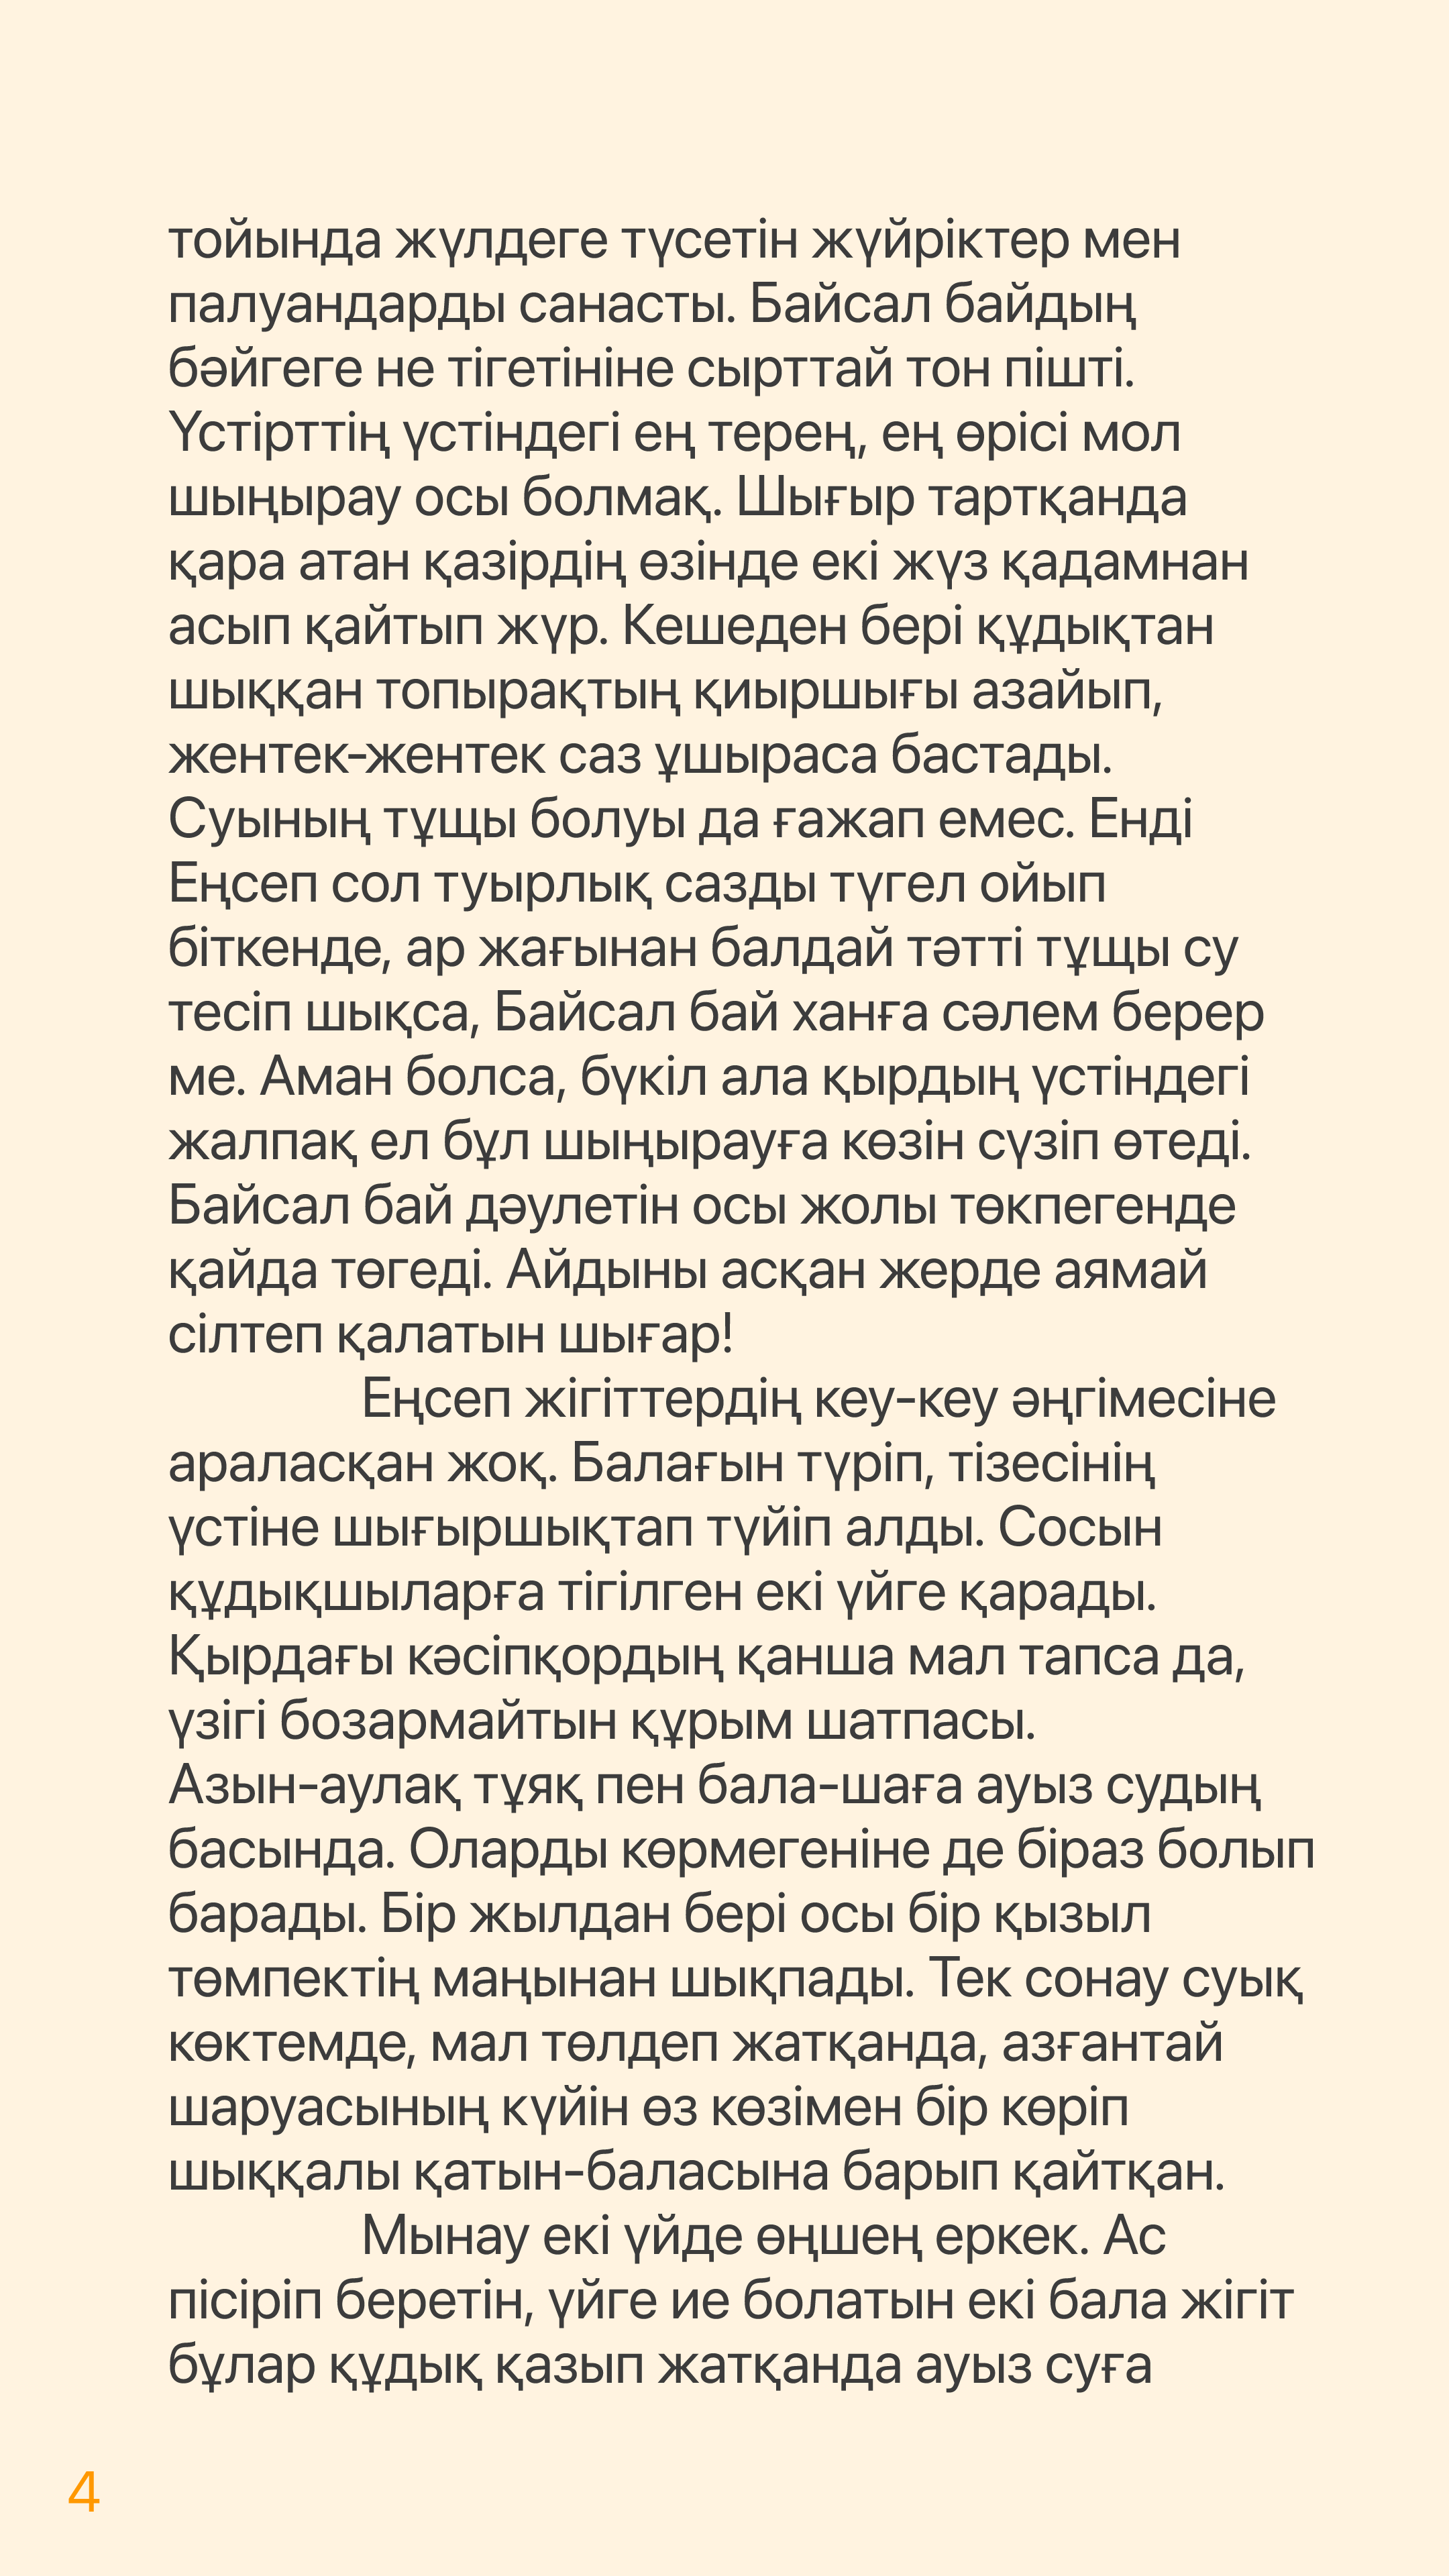 тойында жүлдеге түсетін жүйріктер мен
палуандарды санасты. Байсал байдың
бәйгеге не тігетініне сырттай тон пішті.
Үстірттің үстіндегі ең терең, ең өрісі мол
шыңырау осы болмақ. Шығыр тартқанда
қара атан қазірдің өзінде екі жүз қадамнан
асып қайтып жүр. Кешеден бері құдықтан
шыққан топырақтың қиыршығы азайып,
жентек-жентек саз ұшыраса бастады.
Суының тұщы болуы да ғажап емес. Енді
Еңсеп сол туырлық сазды түгел ойып
біткенде, ар жағынан балдай тәтті тұщы су
тесіп шықса, Байсал бай ханға сәлем берер
ме. Аман болса, бүкіл ала қырдың үстіндегі
жалпақ ел бұл шыңырауға көзін сүзіп өтеді.
Байсал бай дәулетін осы жолы төкпегенде
қайда төгеді. Айдыны асқан жерде аямай
сілтеп қалатын шығар!
Еңсеп жігіттердің кеу-кеу әңгімесіне
араласқан жоқ. Балағын түріп, тізесінің
үстіне шығыршықтап түйіп алды. Сосын
құдықшыларға тігілген екі үйге қарады.
Қырдағы кәсіпқордың қанша мал тапса да,
үзігі бозармайтын құрым шатпасы.
Азын-аулақ тұяқ пен бала-шаға ауыз судың
басында. Оларды көрмегеніне де біраз болып
барады. Бір жылдан бері осы бір қызыл
төмпектің маңынан шықпады. Тек сонау суық
көктемде, мал төлдеп жатқанда, азғантай
шаруасының күйін өз көзімен бір көріп
шыққалы қатын-баласына барып қайтқан.
Мынау екі үйде өңшең еркек. Ас
пісіріп беретін, үйге ие болатын екі бала жігіт
бұлар құдық қазып жатқанда ауыз суға
4